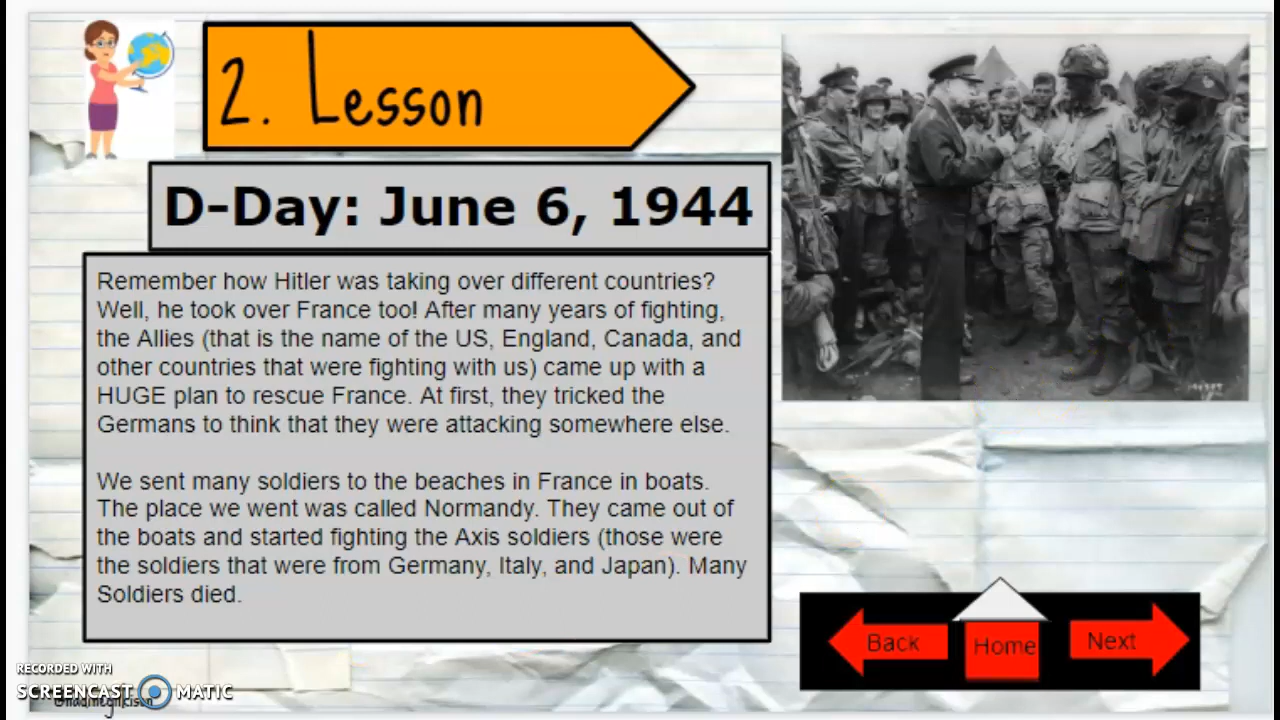 2. Lesson
D-Day: June 6, 1944
Remember how Hitler was taking over different countries?
Well, he took over France too! After many years of fighting,
the Allies (that is the name of the US, England, Canada, and
other countries that were fighting with us) came up with a
HUGE plan to rescue France. At first, they tricked the
Germans to think that they were attacking somewhere else.
We sent many soldiers to the beaches in France in boats.
The place we went was called Normandy. They came out of
the boats and started fighting the Axis soldiers (those were
the soldiers that were from Germany, Italy, and Japan). Many
Soldiers died.
Back
Home
Next
RECORDED WITH
SCREENCAST MATIC